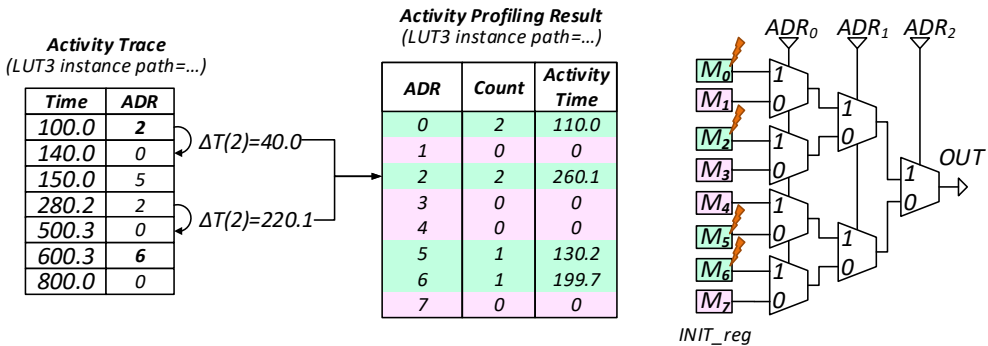 Activity Trace
(LUT3 instance path=...)
Time ADR
100.0 2
140.0 0
150.0 5
280.2 2
500.3 0
600.3 6
800.0 0
ΔT(2)=40.0
ΔT(2)=220.1
Activity Profiling Result
(LUT3 instance path=...)
ADR Count Activity Time
0 2 110.0
1 0 0
2 2 260.1
3 0 0
4 0 0
5 1 130.2
6 1 199.7
7 0 0
ADR0 ADR1 ADR2
M0
M1
M2
M3
M4
M5
M6
M7
1
0
1
0
1
0
1
0
1
0
1
0
1
0
OUT
INIT_reg